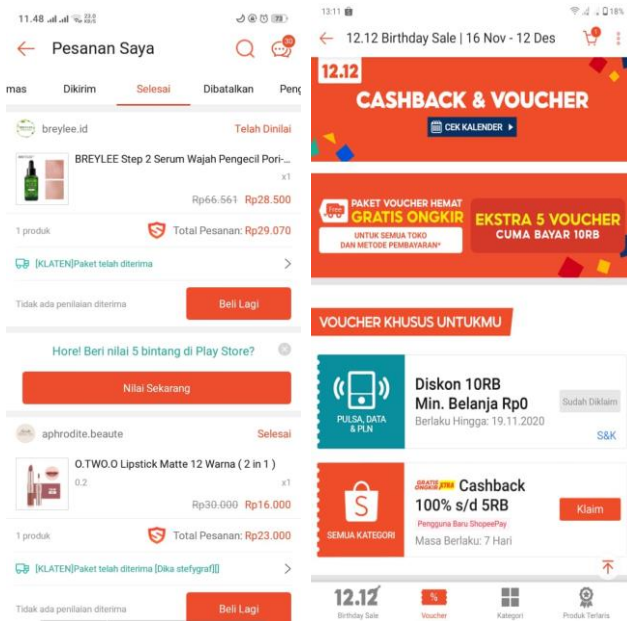 11.48
73
Pesanan Saya
30
mas Dikirim Selesai Dibatalkan Peng
breylee.id Telah Dinilai
BREYLEE Step 2 Serum Wajah Pengecil Pori-...
x1
Rp66.561 Rp28.500
1 produk Total Pesanan: Rp29.070
[KLATEN]Paket telah diterima
Tidak ada penilaian diterima Beli Lagi
Hore! Beri nilai 5 bintang di Play Store?
Nilai Sekarang
aphrodite.beaute Selesai
O.TWO.O Lipstick Matte 12 Warna ( 2 in 1 )
0.2 x1
Rp30.000 Rp16.000
1 produk Total Pesanan: Rp23.000
[KLATEN]Paket telah diterima [Dika stefygraf][]
Tidak ada penilaian diterima Beli Lagi
13:11 18%
12.12 Birthday Sale | 16 Nov - 12 Des
12.12
CASHBACK & VOUCHER
CEK KALENDER
Free
PAKET VOUCHER HEMAT
GRATIS ONGKIR
UNTUK SEMUA TOKO
DAN METODE PEMBAYARAN*
EKSTRA 5 VOUCHER
CUMA BAYAR 10RB
VOUCHER KHUSUS UNTUKMU
PULSA, DATA
& PLN
Diskon 10RB
Min. Belanja Rp0
Berlaku Hingga: 19.11.2020
Sudah Diklaim
S&K
SEMUA KATEGORI
GRATIS ONGKIR XTRA Cashback
100% s/d 5RB
Pengguna Baru ShopeePay
Masa Berlaku: 7 Hari
Klaim
12.12
Birthday Sale Voucher Kategori Produk Terlaris